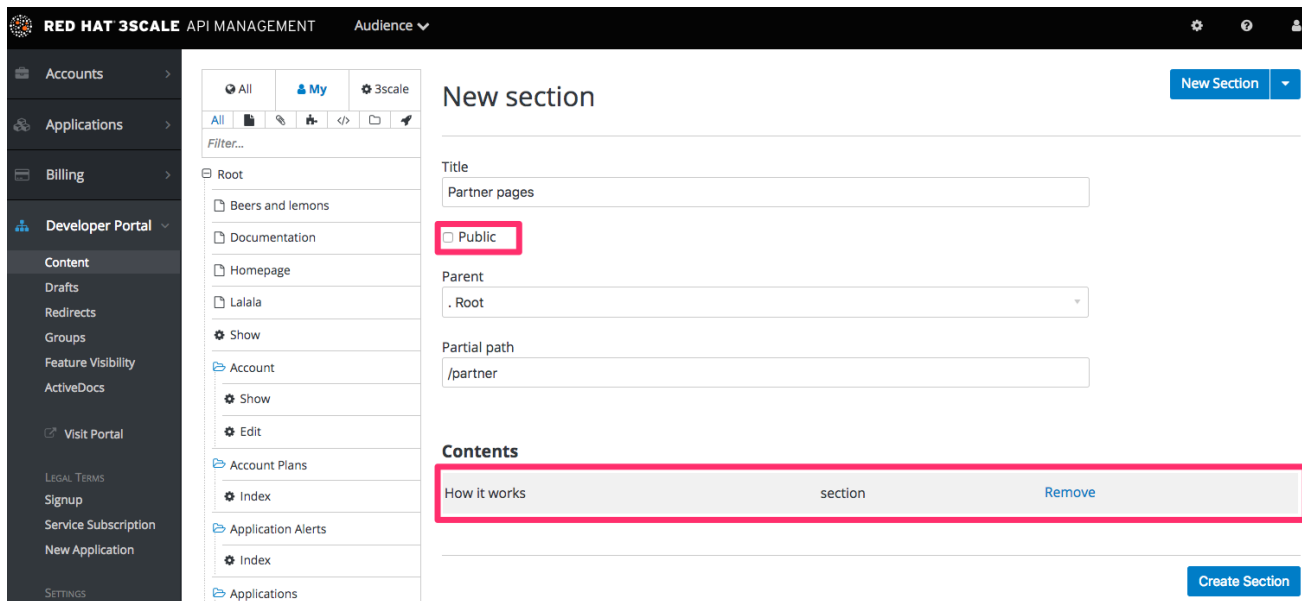 RED HAT 3SCALE API MANAGEMENT Audience
Accounts
Applications
Billing
Developer Portal
Content
Drafts
Redirects
Groups
Feature Visibility
ActiveDocs
Visit Portal
LEGAL TERMS
Signup
Service Subscription
New Application
SETTINGS
All My 3scale
All
Filter...
Root
Beers and lemons
Documentation
Homepage
Lalala
Show
Account
Show
Edit
Account Plans
Index
Application Alerts
Index
Applications
New section
New Section
Title
Partner pages
Public
Parent
. Root
Partial path
/partner
Contents
How it works section Remove
Create Section